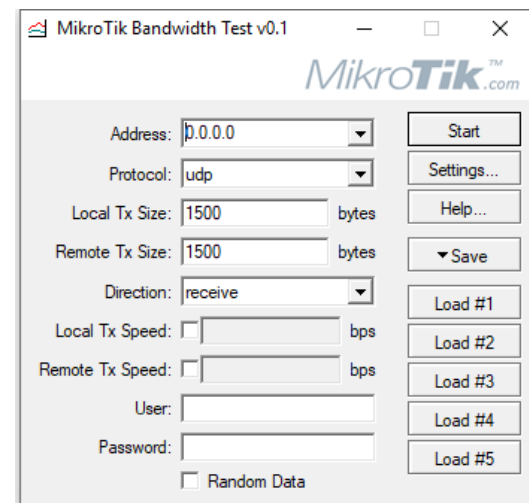 MikroTik Bandwidth Test v0.1
MikroTik™.com
Address: 0.0.0.0
Start
Protocol: udp
Settings...
Local Tx Size: 1500 bytes
Help...
Remote Tx Size: 1500 bytes
Save
Direction: receive
Load #1
Local Tx Speed: bps
Load #2
Remote Tx Speed: bps
Load #3
User:
Load #4
Password:
Load #5
Random Data